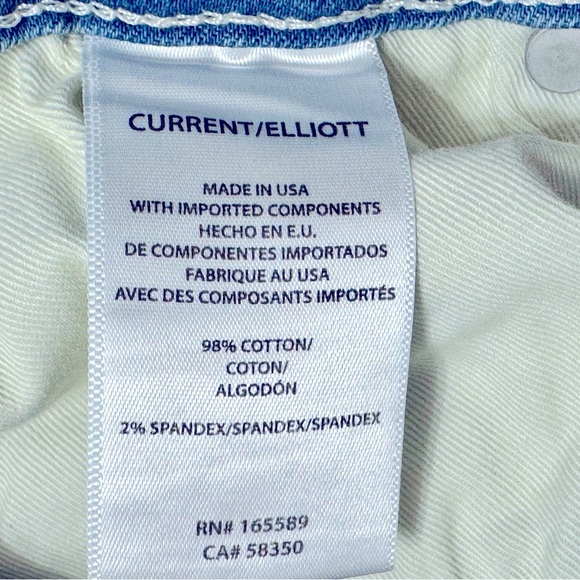 CURRENT/ELLIOTT
MADE IN USA
WITH IMPORTED COMPONENTS
HECHO EN E.U.
DE COMPONENTES IMPORTADOS
FABRIQUE AU USA
AVEC DES COMPOSANTS IMPORTÉS
98% COTTON/
COTON/
ALGODÓN
2% SPANDEX/SPANDEX/SPANDEX
RN# 165589
CA# 58350